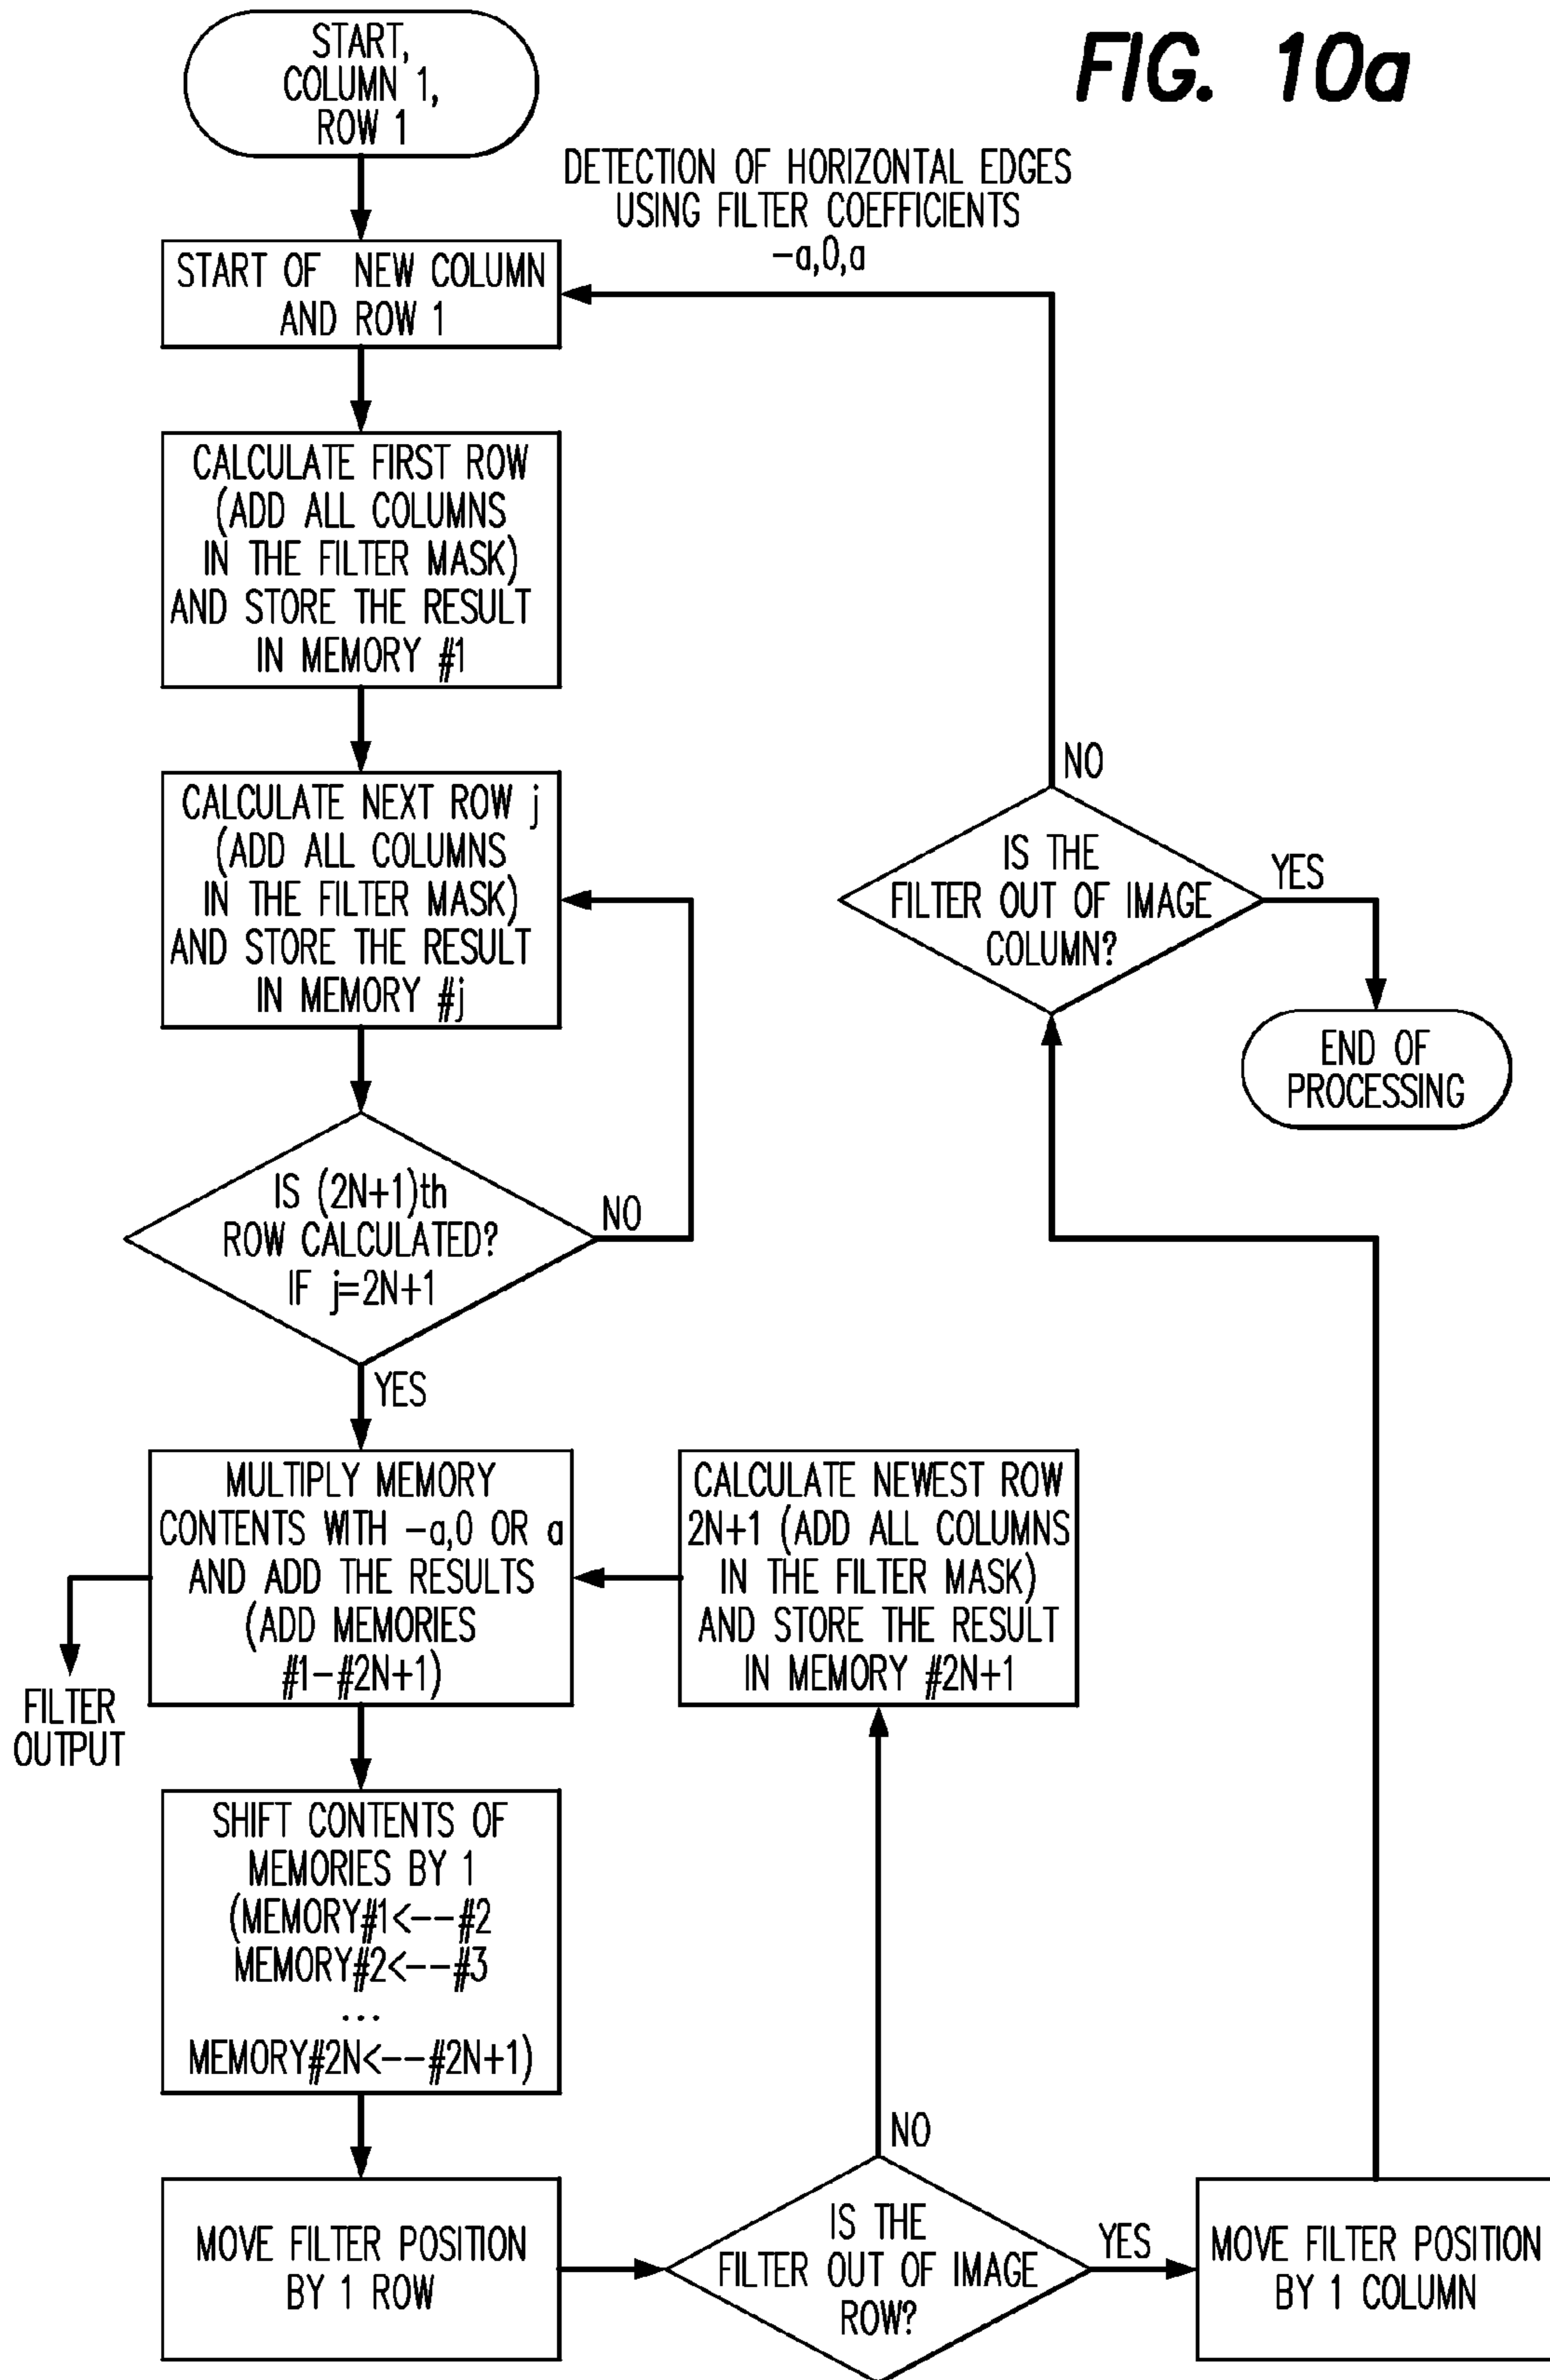 FIG. 10a
START,
COLUMN 1,
ROW 1
DETECTION OF HORIZONTAL EDGES
USING FILTER COEFFICIENTS
-a,0,a
START OF NEW COLUMN
AND ROW 1
CALCULATE FIRST ROW
(ADD ALL COLUMNS
IN THE FILTER MASK)
AND STORE THE RESULT
IN MEMORY #1
CALCULATE NEXT ROW j
(ADD ALL COLUMNS
IN THE FILTER MASK)
AND STORE THE RESULT
IN MEMORY #j
NO
IS THE
FILTER OUT OF IMAGE
COLUMN?
YES
END OF
PROCESSING
IS (2N+1)th
ROW CALCULATED?
IF j=2N+1
NO
YES
MULTIPLY MEMORY
CONTENTS WITH -a,0 OR a
AND ADD THE RESULTS
(ADD MEMORIES
#1-#2N+1)
CALCULATE NEWEST ROW
2N+1 (ADD ALL COLUMNS
IN THE FILTER MASK)
AND STORE THE RESULT
IN MEMORY #2N+1
FILTER
OUTPUT
SHIFT CONTENTS OF
MEMORIES BY 1
(MEMORY#1<--#2
MEMORY#2<--#3
...
MEMORY#2N<--#2N+1)
NO
MOVE FILTER POSITION
BY 1 ROW
IS THE
FILTER OUT OF IMAGE
ROW?
YES
MOVE FILTER POSITION
BY 1 COLUMN